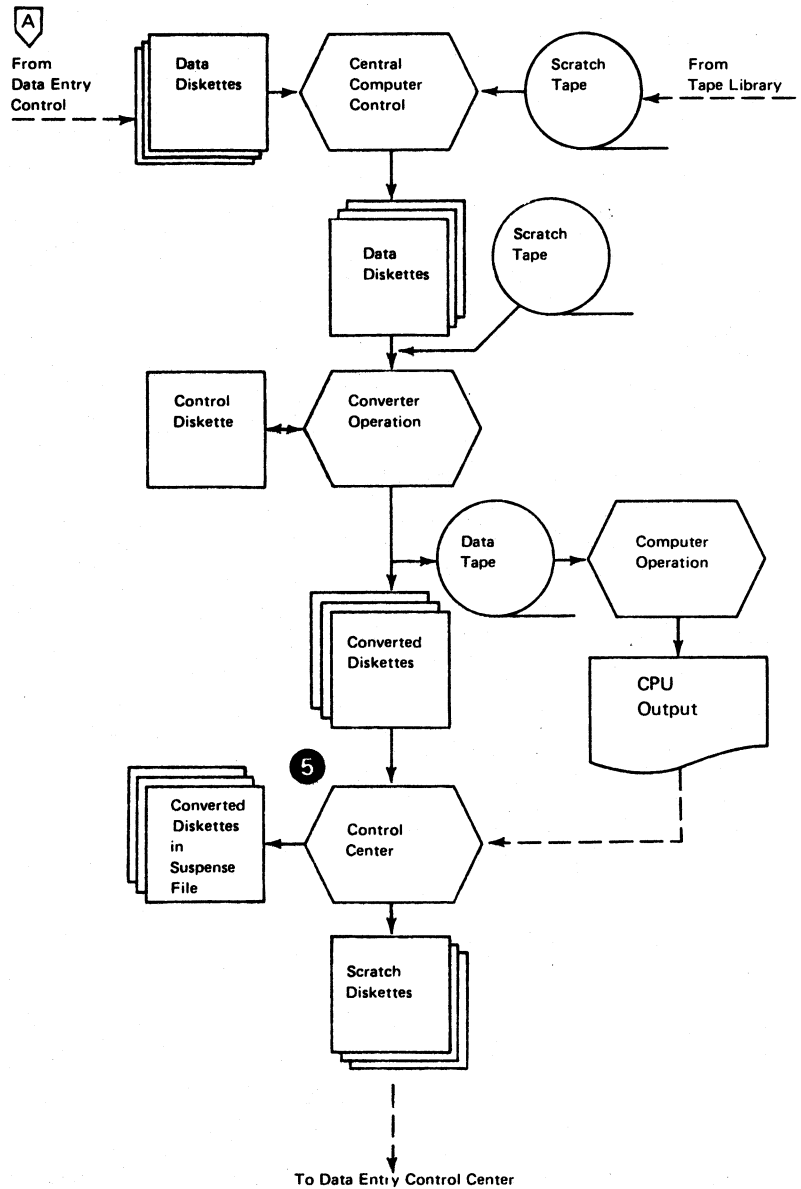 A
From
Data Entry
Control
Data
Diskettes
Central
Computer
Control
Scratch
Tape
From
Tape Library
Data
Diskettes
Scratch
Tape
Control
Diskette
Converter
Operation
Data
Tape
Computer
Operation
Converted
Diskettes
CPU
Output
5
Converted
Diskettes
in
Suspense
File
Control
Center
Scratch
Diskettes
To Data Entry Control Center